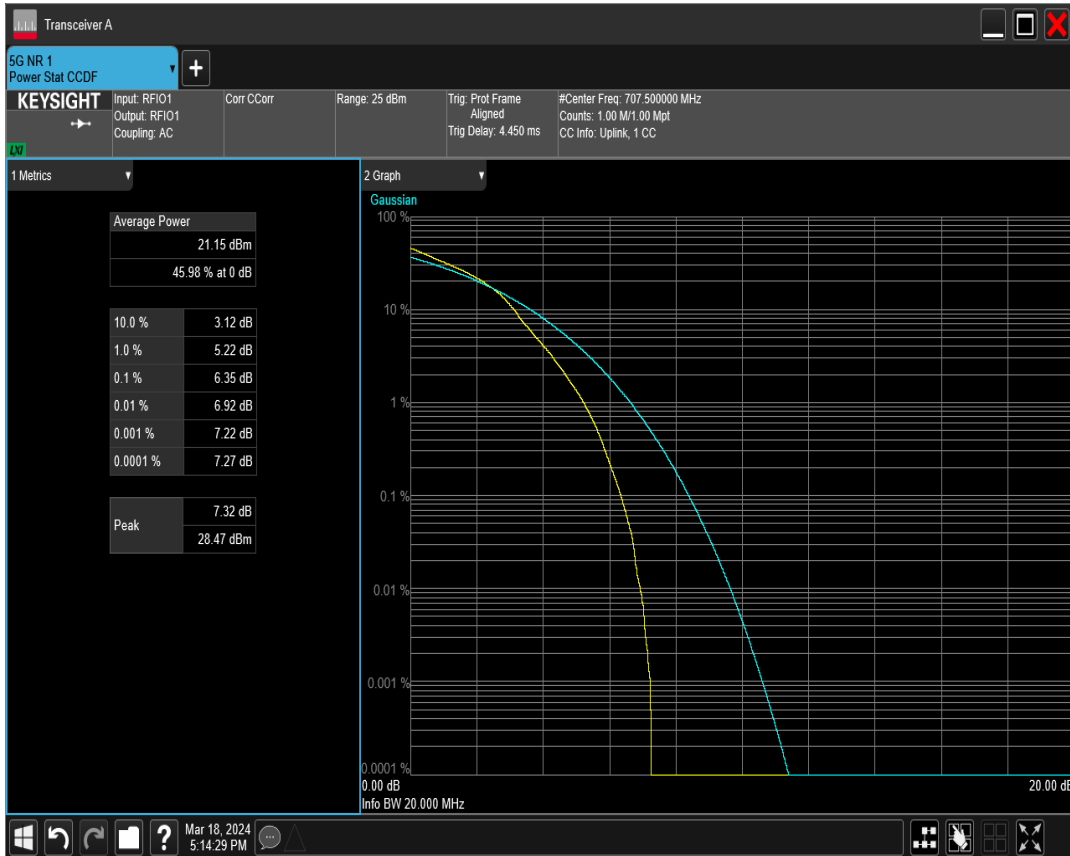 Transceiver A
5G NR 1
Power Stat CCDF
+
KEYSIGHT
LXI
Input: RFIO1
Output: RFIO1
Coupling: AC
Corr CCorr
Range: 25 dBm
Trig: Prot Frame
Aligned
Trig Delay: 4.450 ms
#Center Freq: 707.500000 MHz
Counts: 1.00 M/1.00 Mpt
CC Info: Uplink, 1 CC
1 Metrics
Average Power
21.15 dBm
45.98 % at 0 dB
10.0 % 3.12 dB
1.0 % 5.22 dB
0.1 % 6.35 dB
0.01 % 6.92 dB
0.001 % 7.22 dB
0.0001 % 7.27 dB
Peak
7.32 dB
28.47 dBm
2 Graph
Gaussian
100 %
10 %
1 %
0.1 %
0.01 %
0.001 %
0.0001 %
0.00 dB 20.00 dB
Info BW 20.000 MHz
?
Mar 18, 2024
5:14:29 PM